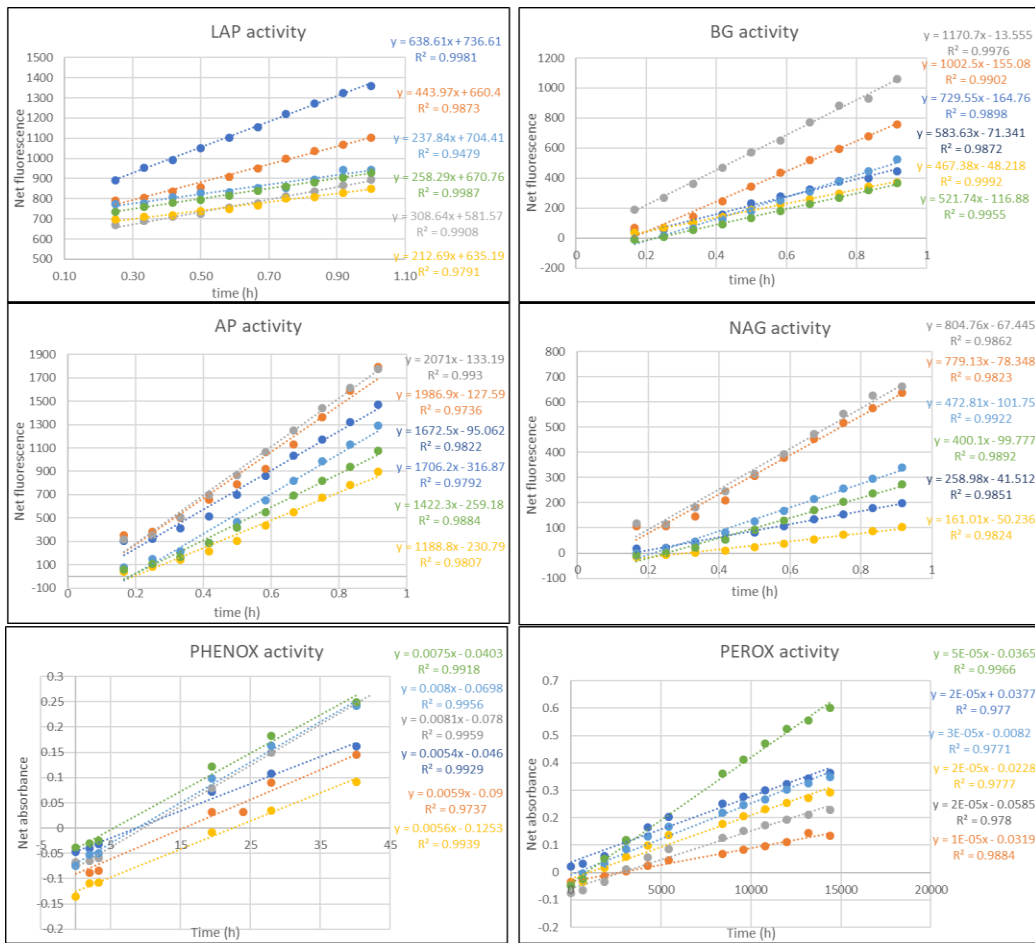 LAP activity
y = 638.61x + 736.61
R² = 0.9981
y = 443.97x + 660.4
R² = 0.9873
y = 237.84x + 704.41
R² = 0.9479
y = 258.29x + 670.76
R² = 0.9987
y = 308.64x + 581.57
R² = 0.9908
y = 212.69x + 635.19
R² = 0.9791
Net fluorescence
1500
1400
1300
1200
1100
1000
900
800
700
600
500
0.10 0.30 0.50 0.70 0.90 1.10
time (h)
BG activity
y = 1170.7x - 13.555
R² = 0.9976
y = 1002.5x - 155.08
R² = 0.9902
y = 729.55x - 164.76
R² = 0.9898
y = 583.63x - 71.341
R² = 0.9872
y = 467.38x - 48.218
R² = 0.9992
y = 521.74x - 116.88
R² = 0.9955
Net fluorescence
1200
1000
800
600
400
200
0
-200
0 0.2 0.4 0.6 0.8 1
time (h)
AP activity
y = 2071x - 133.19
R² = 0.993
y = 1986.9x - 127.59
R² = 0.9736
y = 1672.5x - 95.062
R² = 0.9822
y = 1706.2x - 316.87
R² = 0.9792
y = 1422.3x - 259.18
R² = 0.9884
y = 1188.8x - 230.79
R² = 0.9807
Net fluorescence
1900
1700
1500
1300
1100
900
700
500
300
100
-100
0 0.2 0.4 0.6 0.8 1
time (h)
NAG activity
y = 804.76x - 67.445
R² = 0.9862
y = 779.13x - 78.348
R² = 0.9823
y = 472.81x - 101.75
R² = 0.9922
y = 400.1x - 99.777
R² = 0.9892
y = 258.98x - 41.512
R² = 0.9851
y = 161.01x - 50.236
R² = 0.9824
Net fluorescence
800
700
600
500
400
300
200
100
0
-100
0 0.2 0.4 0.6 0.8 1
time (h)
PHENOX activity
y = 0.0075x - 0.0403
R² = 0.9918
y = 0.008x - 0.0698
R² = 0.9956
y = 0.0081x - 0.078
R² = 0.9959
y = 0.0054x - 0.046
R² = 0.9929
y = 0.0059x - 0.09
R² = 0.9737
y = 0.0056x - 0.1253
R² = 0.9939
Net absorbance
0.3
0.25
0.2
0.15
0.1
0.05
0
-0.05
-0.1
-0.15
-0.2
-5 5 15 25 35 45
Time (h)
PEROX activity
y = 5E-05x - 0.0365
R² = 0.9966
y = 2E-05x + 0.0377
R² = 0.977
y = 3E-05x - 0.0082
R² = 0.9771
y = 2E-05x - 0.0228
R² = 0.9777
y = 2E-05x - 0.0585
R² = 0.978
y = 1E-05x - 0.0319
R² = 0.9884
Net absorbance
0.7
0.6
0.5
0.4
0.3
0.2
0.1
0
-0.1
-0.2
0 5000 10000 15000 20000
Time (h)